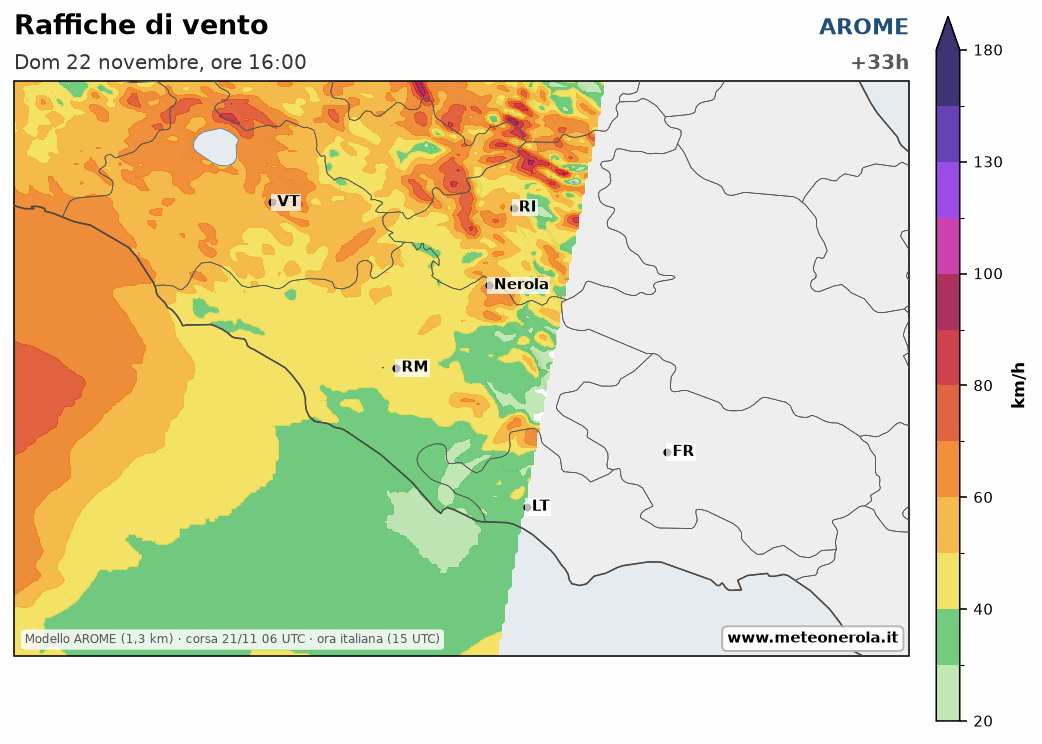 Raffiche di vento
AROME
Dom 22 novembre, ore 16:00
+33h
180
130
100
80
60
40
20
km/h
VT
RI
Nerola
RM
FR
LT
Modello AROME (1,3 km) · corsa 21/11 06 UTC · ora italiana (15 UTC)
www.meteonerola.it